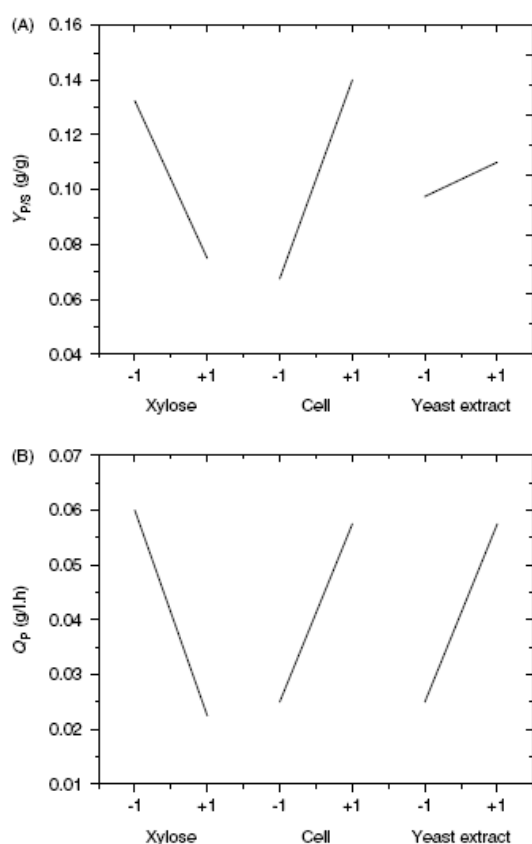 (A)
0.16
0.14
0.12
0.10
0.08
0.06
0.04
Y_P/S (g/g)
-1 +1 -1 +1 -1 +1
Xylose Cell Yeast extract
(B)
0.07
0.06
0.05
0.04
0.03
0.02
0.01
Q_P (g/l.h)
-1 +1 -1 +1 -1 +1
Xylose Cell Yeast extract